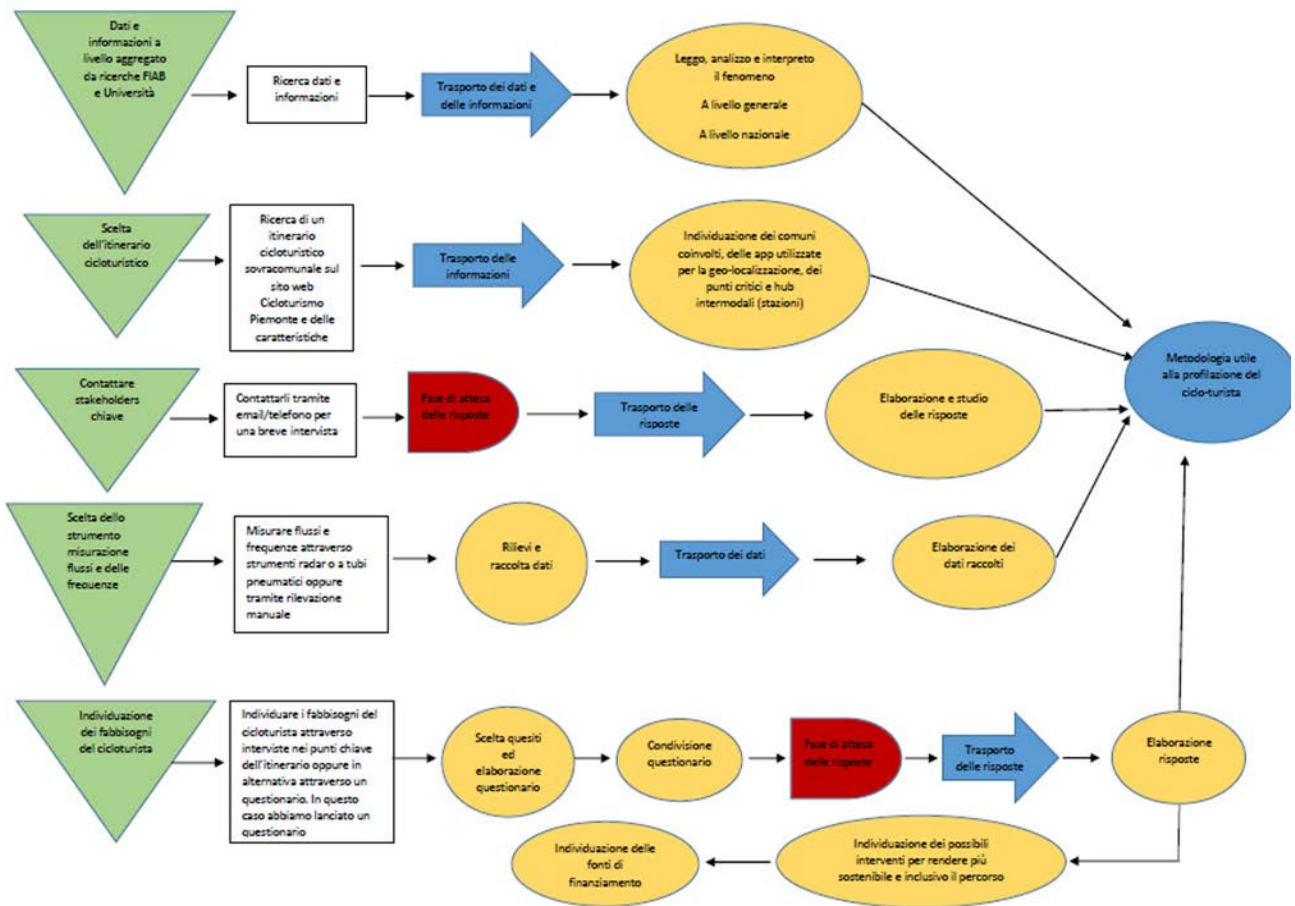 Dati e
informazioni a
livello aggregato
da ricerche FIAB
e Università
Ricerca dati e
informazioni
Trasporto dei dati e
delle informazioni
Leggo, analizzo e interpreto
il fenomeno
A livello generale
A livello nazionale
Scelta
dell'itinerario
cicloturistico
Ricerca di un
itinerario
cicloturistico
sovracomunale sul
sito web
Cicloturismo
Piemonte e delle
caratteristiche
Trasporto delle
informazioni
Individuazione dei comuni
coinvolti, delle app utilizzate
per la geo-localizzazione, dei
punti critici e hub
intermodali (stazioni)
Metodologia utile
alla profilazione del
ciclo-turista
Contattare
stakeholders
chiave
Contattarli tramite
email/telefono per
una breve intervista
Fase di attesa
delle risposte
Trasporto delle
risposte
Elaborazione e studio
delle risposte
Scelta dello
strumento
misurazione
flussi e delle
frequenze
Misurare flussi e
frequenze attraverso
strumenti radar o a tubi
pneumatici oppure
tramite rilevazione
manuale
Rilievi e
raccolta dati
Trasporto dei dati
Elaborazione dei
dati raccolti
Individuazione
dei fabbisogni
del cicloturista
Individuare i fabbisogni del
cicloturista attraverso
interviste nei punti chiave
dell'itinerario oppure in
alternativa attraverso un
questionario. In questo
caso abbiamo lanciato un
questionario
Scelta quesiti
ed
elaborazione
questionario
Condivisione
questionario
Fase di attesa
delle risposte
Trasporto
delle risposte
Elaborazione
risposte
Individuazione delle
fonti di
finanziamento
Individuazione dei possibili
interventi per rendere più
sostenibile e inclusivo il percorso